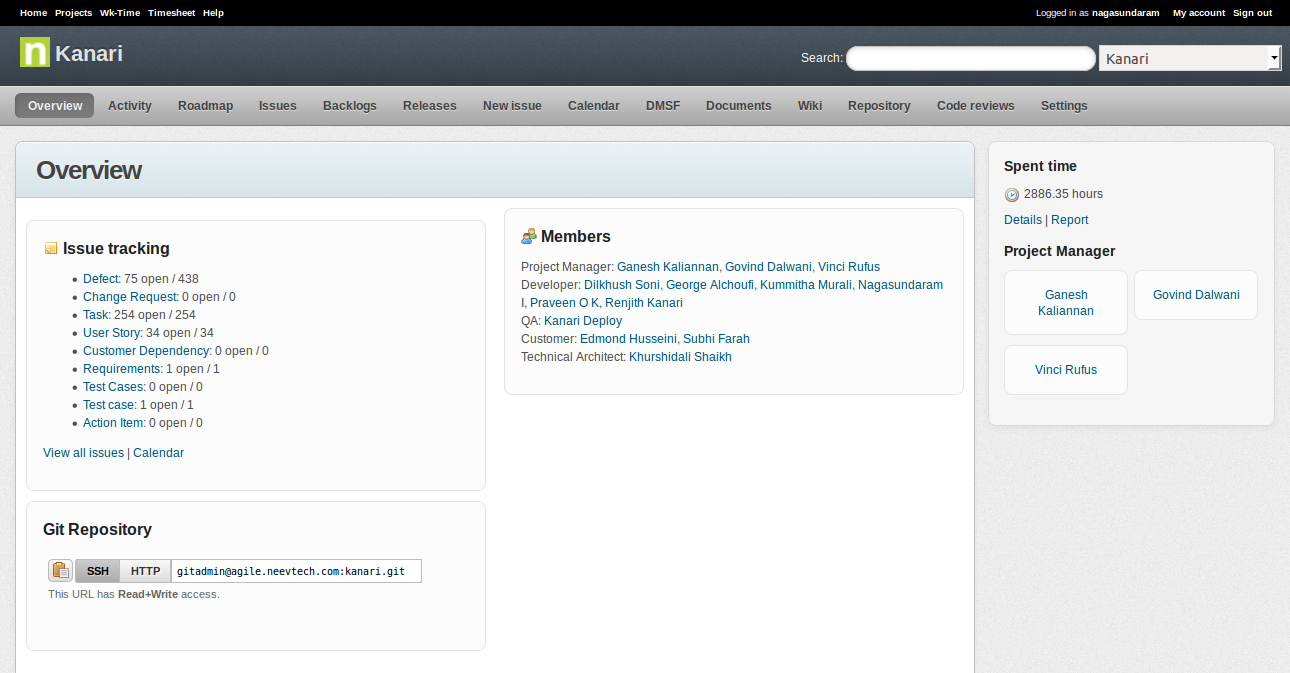 Home Projects Wk-Time Timesheet Help Logged in as nagasundaram My account Sign out
n Kanari
Search: Kanari
Overview Activity Roadmap Issues Backlogs Releases New issue Calendar DMSF Documents Wiki Repository Code reviews Settings
Overview
Issue tracking
Defect: 75 open / 438
Change Request: 0 open / 0
Task: 254 open / 254
User Story: 34 open / 34
Customer Dependency: 0 open / 0
Requirements: 1 open / 1
Test Cases: 0 open / 0
Test case: 1 open / 1
Action Item: 0 open / 0
View all issues | Calendar
Git Repository
SSH HTTP gitadmin@agile.neevtech.com:kanari.git
This URL has Read+Write access.
Members
Project Manager: Ganesh Kaliannan, Govind Dalwani, Vinci Rufus
Developer: Dilkhush Soni, George Alchoufi, Kummitha Murali, Nagasundaram
I, Praveen O K, Renjith Kanari
QA: Kanari Deploy
Customer: Edmond Husseini, Subhi Farah
Technical Architect: Khurshidali Shaikh
Spent time
2886.35 hours
Details | Report
Project Manager
Ganesh
Kaliannan
Govind Dalwani
Vinci Rufus